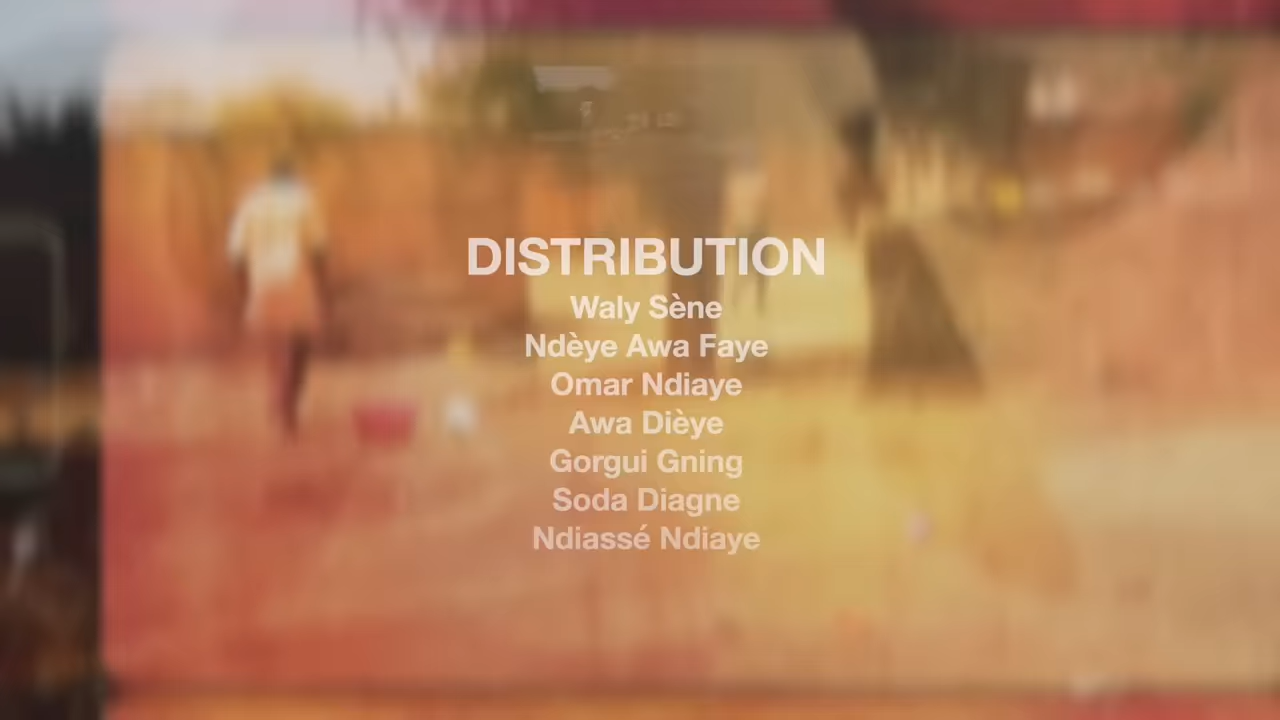 DISTRIBUTION
Waly Sène
Ndèye Awa Faye
Omar Ndiaye
Awa Dièye
Gorgui Gning
Soda Diagne
Ndiassé Ndiaye